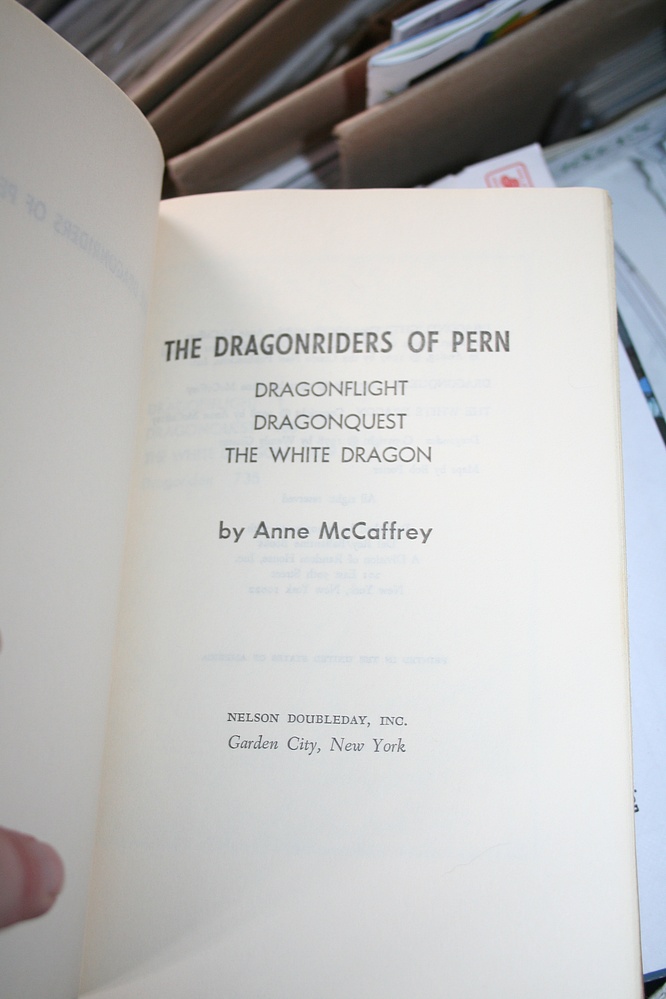 THE DRAGONRIDERS OF PERN
DRAGONFLIGHT
DRAGONQUEST
THE WHITE DRAGON
by Anne McCaffrey
NELSON DOUBLEDAY, INC.
Garden City, New York